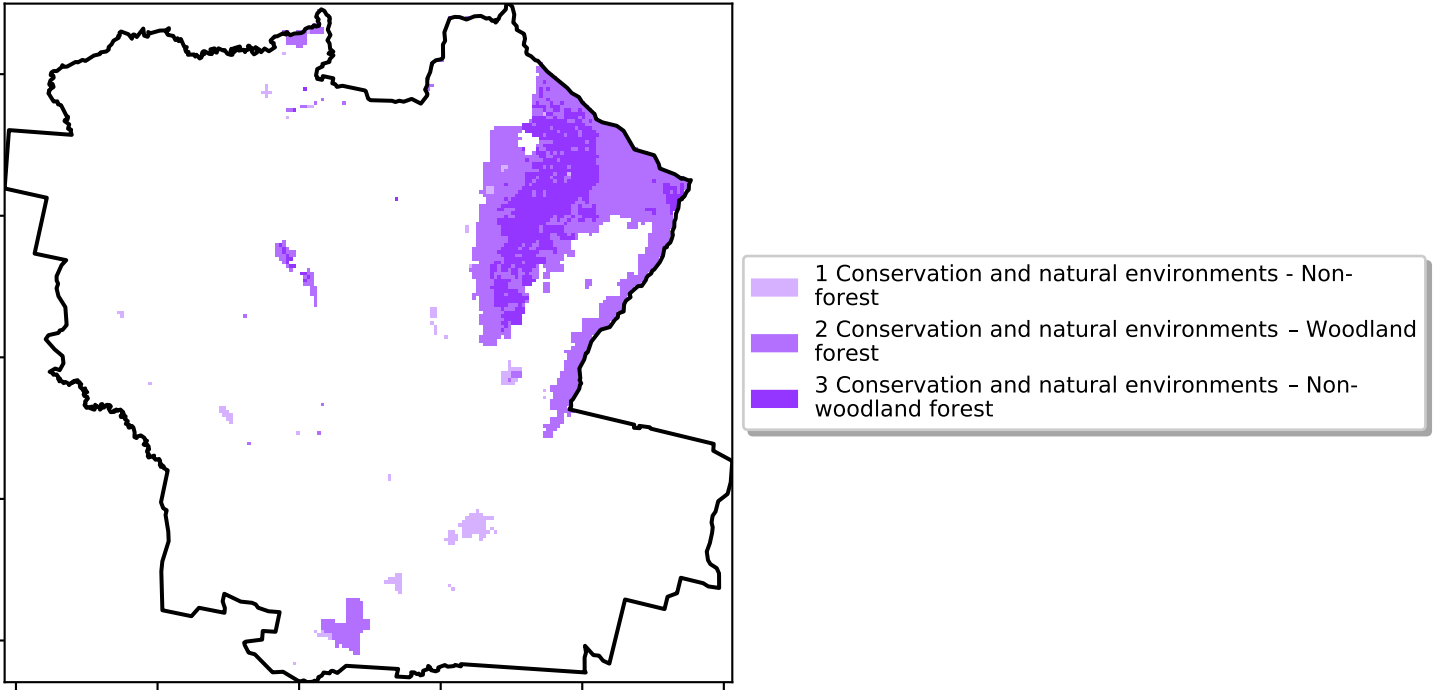 1 Conservation and natural environments - Non-
forest
2 Conservation and natural environments – Woodland
forest
3 Conservation and natural environments – Non-
woodland forest